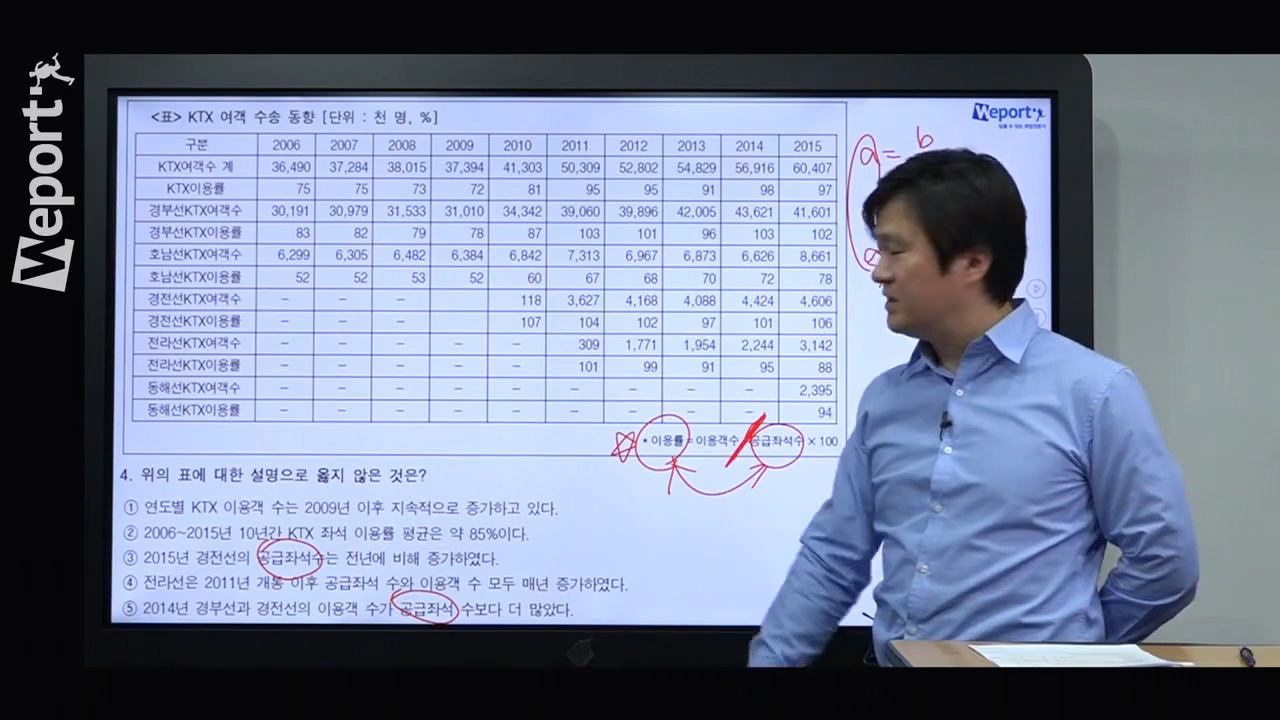 Weport
Weport
<표> KTX 여객 수송 동향 [단위 : 천 명, %]
구분 2006 2007 2008 2009 2010 2011 2012 2013 2014 2015
KTX여객수 계 36,490 37,284 38,015 37,394 41,303 50,309 52,802 54,829 56,916 60,407
KTX이용률 75 75 73 72 81 95 95 91 98 97
경부선KTX여객수 30,191 30,979 31,533 31,010 34,342 39,060 39,896 42,005 43,621 41,601
경부선KTX이용률 83 82 79 78 87 103 101 96 103 102
호남선KTX여객수 6,299 6,305 6,482 6,384 6,842 7,313 6,967 6,873 6,626 8,661
호남선KTX이용률 52 52 53 52 60 67 68 70 72 78
경전선KTX여객수 – – – 118 3,627 4,168 4,088 4,424 4,606
경전선KTX이용률 – – – – 107 104 102 97 101 106
전라선KTX여객수 – – – – – 309 1,771 1,954 2,244 3,142
전라선KTX이용률 – – – – – 101 99 91 95 88
동해선KTX여객수 – – – – – – – – – 2,395
동해선KTX이용률 – – – – – – – – – 94
* 이용률 = 이용객수 / 공급좌석수 × 100
a = b
4. 위의 표에 대한 설명으로 옳지 않은 것은?
① 연도별 KTX 이용객 수는 2009년 이후 지속적으로 증가하고 있다.
② 2006~2015년 10년간 KTX 좌석 이용률 평균은 약 85%이다.
③ 2015년 경전선의 공급좌석수는 전년에 비해 증가하였다.
④ 전라선은 2011년 개통 이후 공급좌석 수와 이용객 수 모두 매년 증가하였다.
⑤ 2014년 경부선과 경전선의 이용객 수가 공급좌석 수보다 더 많았다.